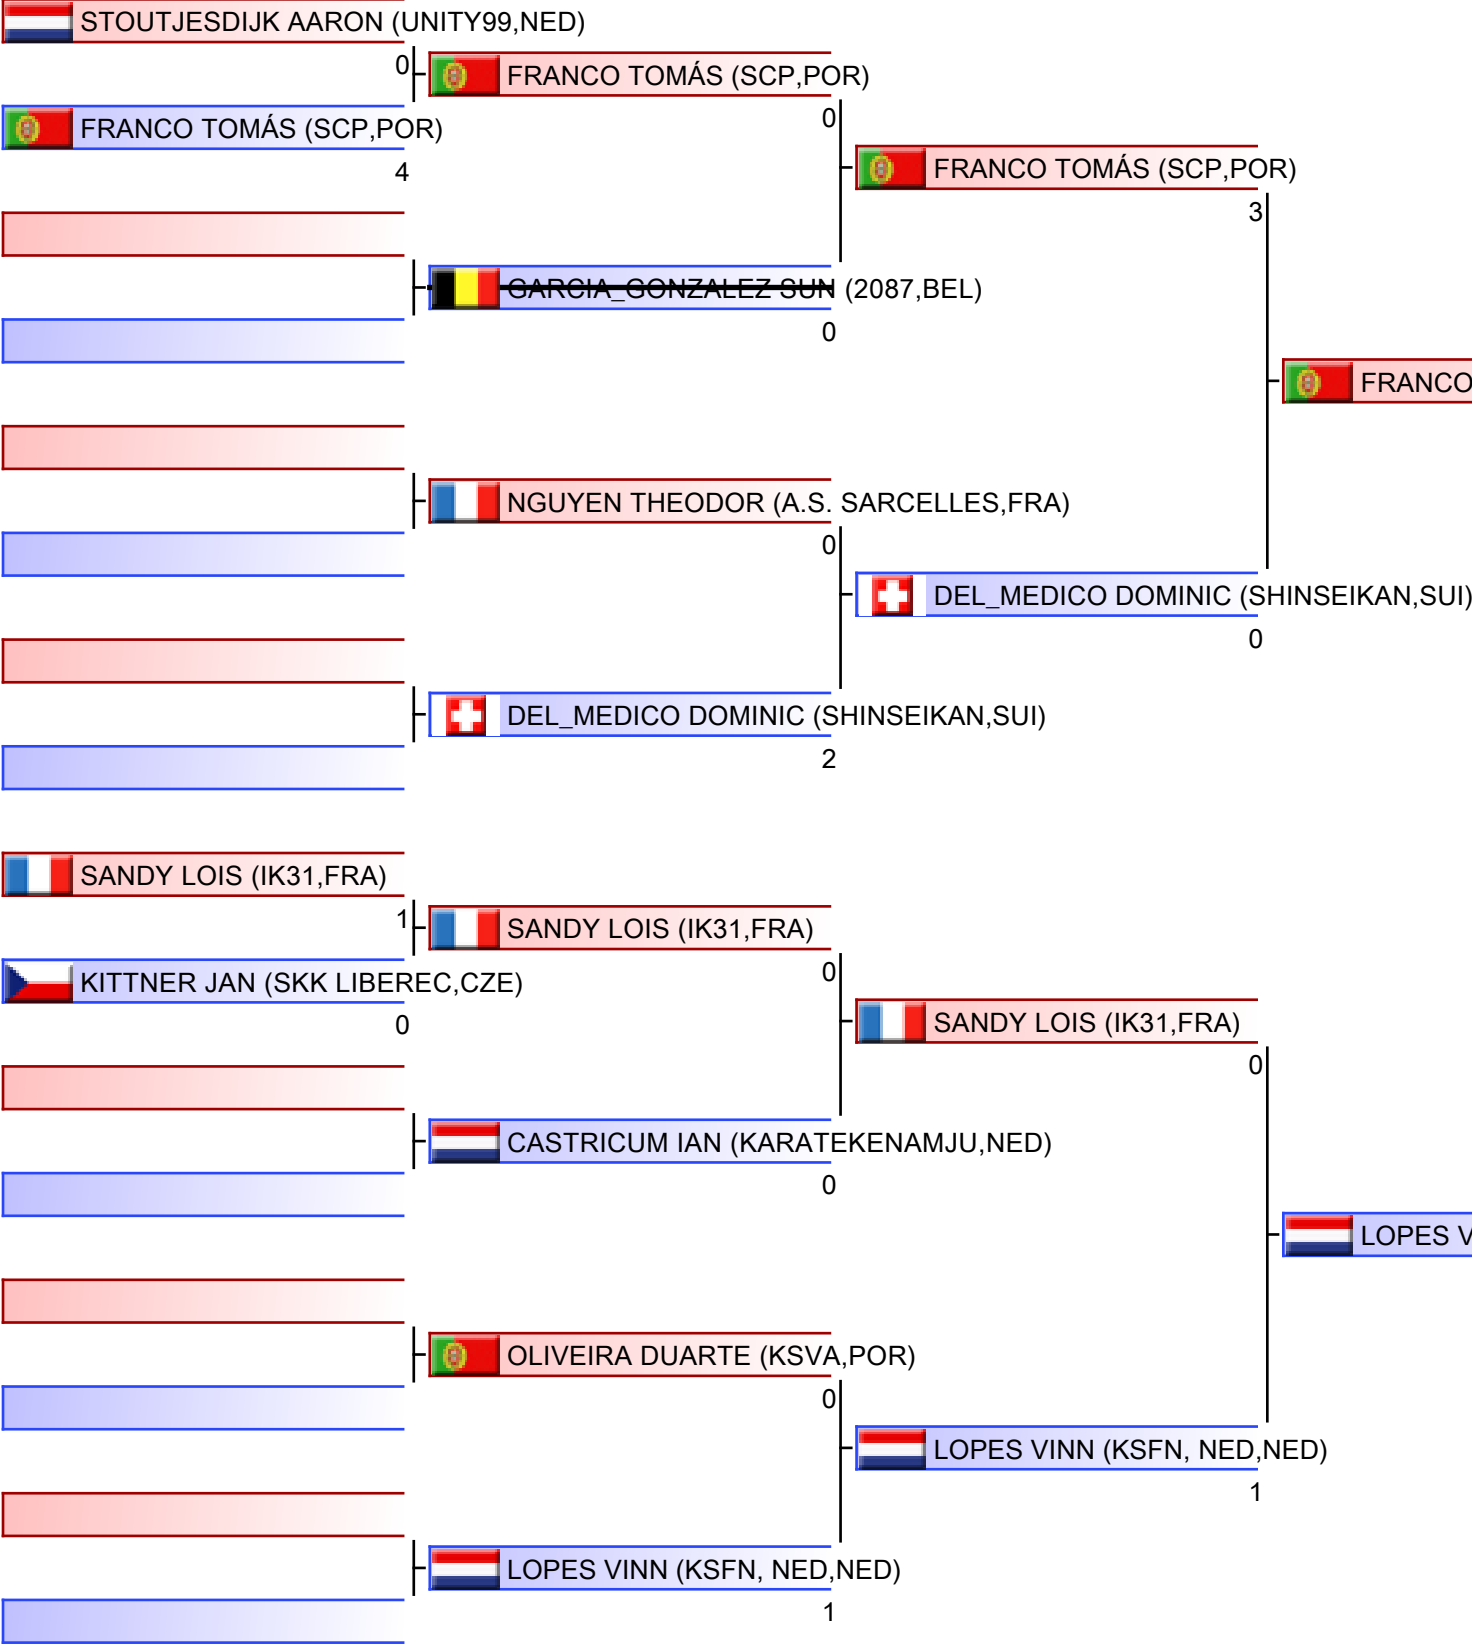 STOUTJESDIJK AARON (UNITY99,NED)
0
FRANCO TOMÁS (SCP,POR)
0
FRANCO TOMÁS (SCP,POR)
4
FRANCO TOMÁS (SCP,POR)
3
GARCIA_GONZALEZ SUN (2087,BEL)
0
FRANCO
NGUYEN THEODOR (A.S. SARCELLES,FRA)
0
DEL_MEDICO DOMINIC (SHINSEIKAN,SUI)
0
DEL_MEDICO DOMINIC (SHINSEIKAN,SUI)
2
SANDY LOIS (IK31,FRA)
1
SANDY LOIS (IK31,FRA)
0
KITTNER JAN (SKK LIBEREC,CZE)
0
SANDY LOIS (IK31,FRA)
0
CASTRICUM IAN (KARATEKENAMJU,NED)
0
LOPES V
OLIVEIRA DUARTE (KSVA,POR)
0
LOPES VINN (KSFN, NED,NED)
1
LOPES VINN (KSFN, NED,NED)
1